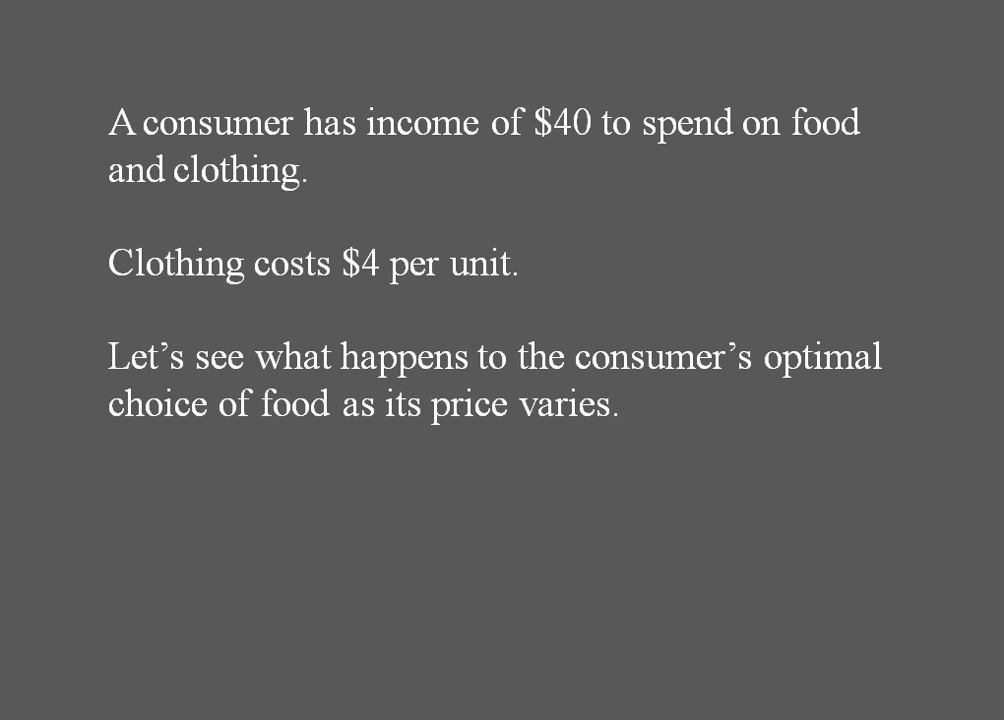 A consumer has income of $40 to spend on food
and clothing.
Clothing costs $4 per unit.
Let’s see what happens to the consumer’s optimal
choice of food as its price varies.